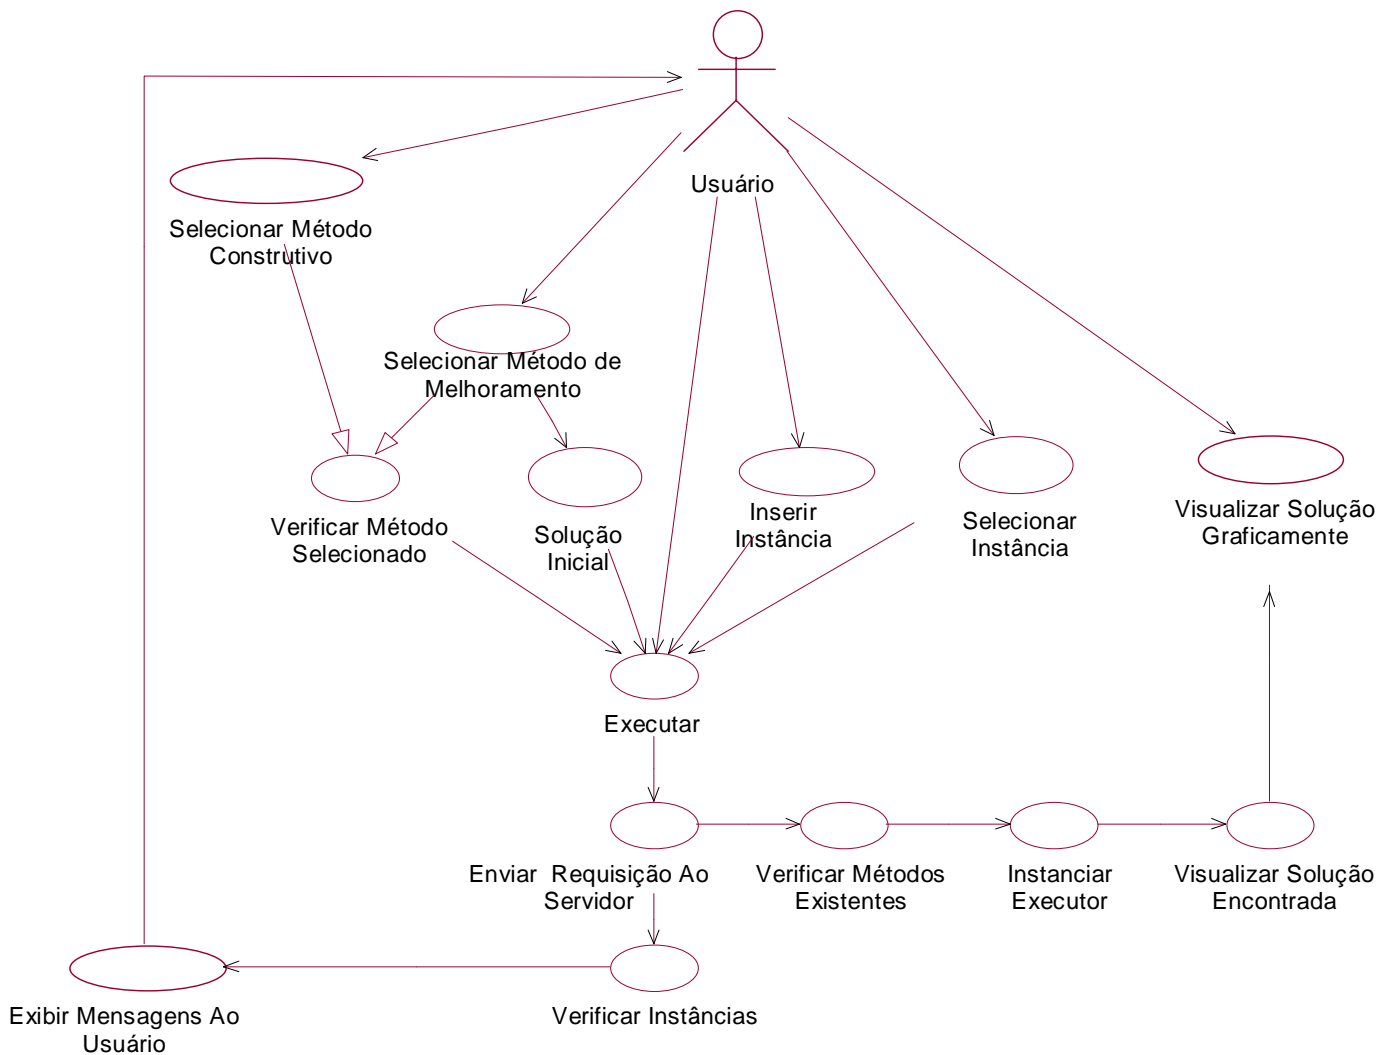 Usuário
Selecionar Método
Construtivo
Selecionar Método de
Melhoramento
Verificar Método
Selecionado
Solução
Inicial
Inserir
Instância
Selecionar
Instância
Visualizar Solução
Graficamente
Executar
Enviar  Requisição Ao
Servidor
Verificar Métodos
Existentes
Instanciar
Executor
Visualizar Solução
Encontrada
Exibir Mensagens Ao
Usuário
Verificar Instâncias